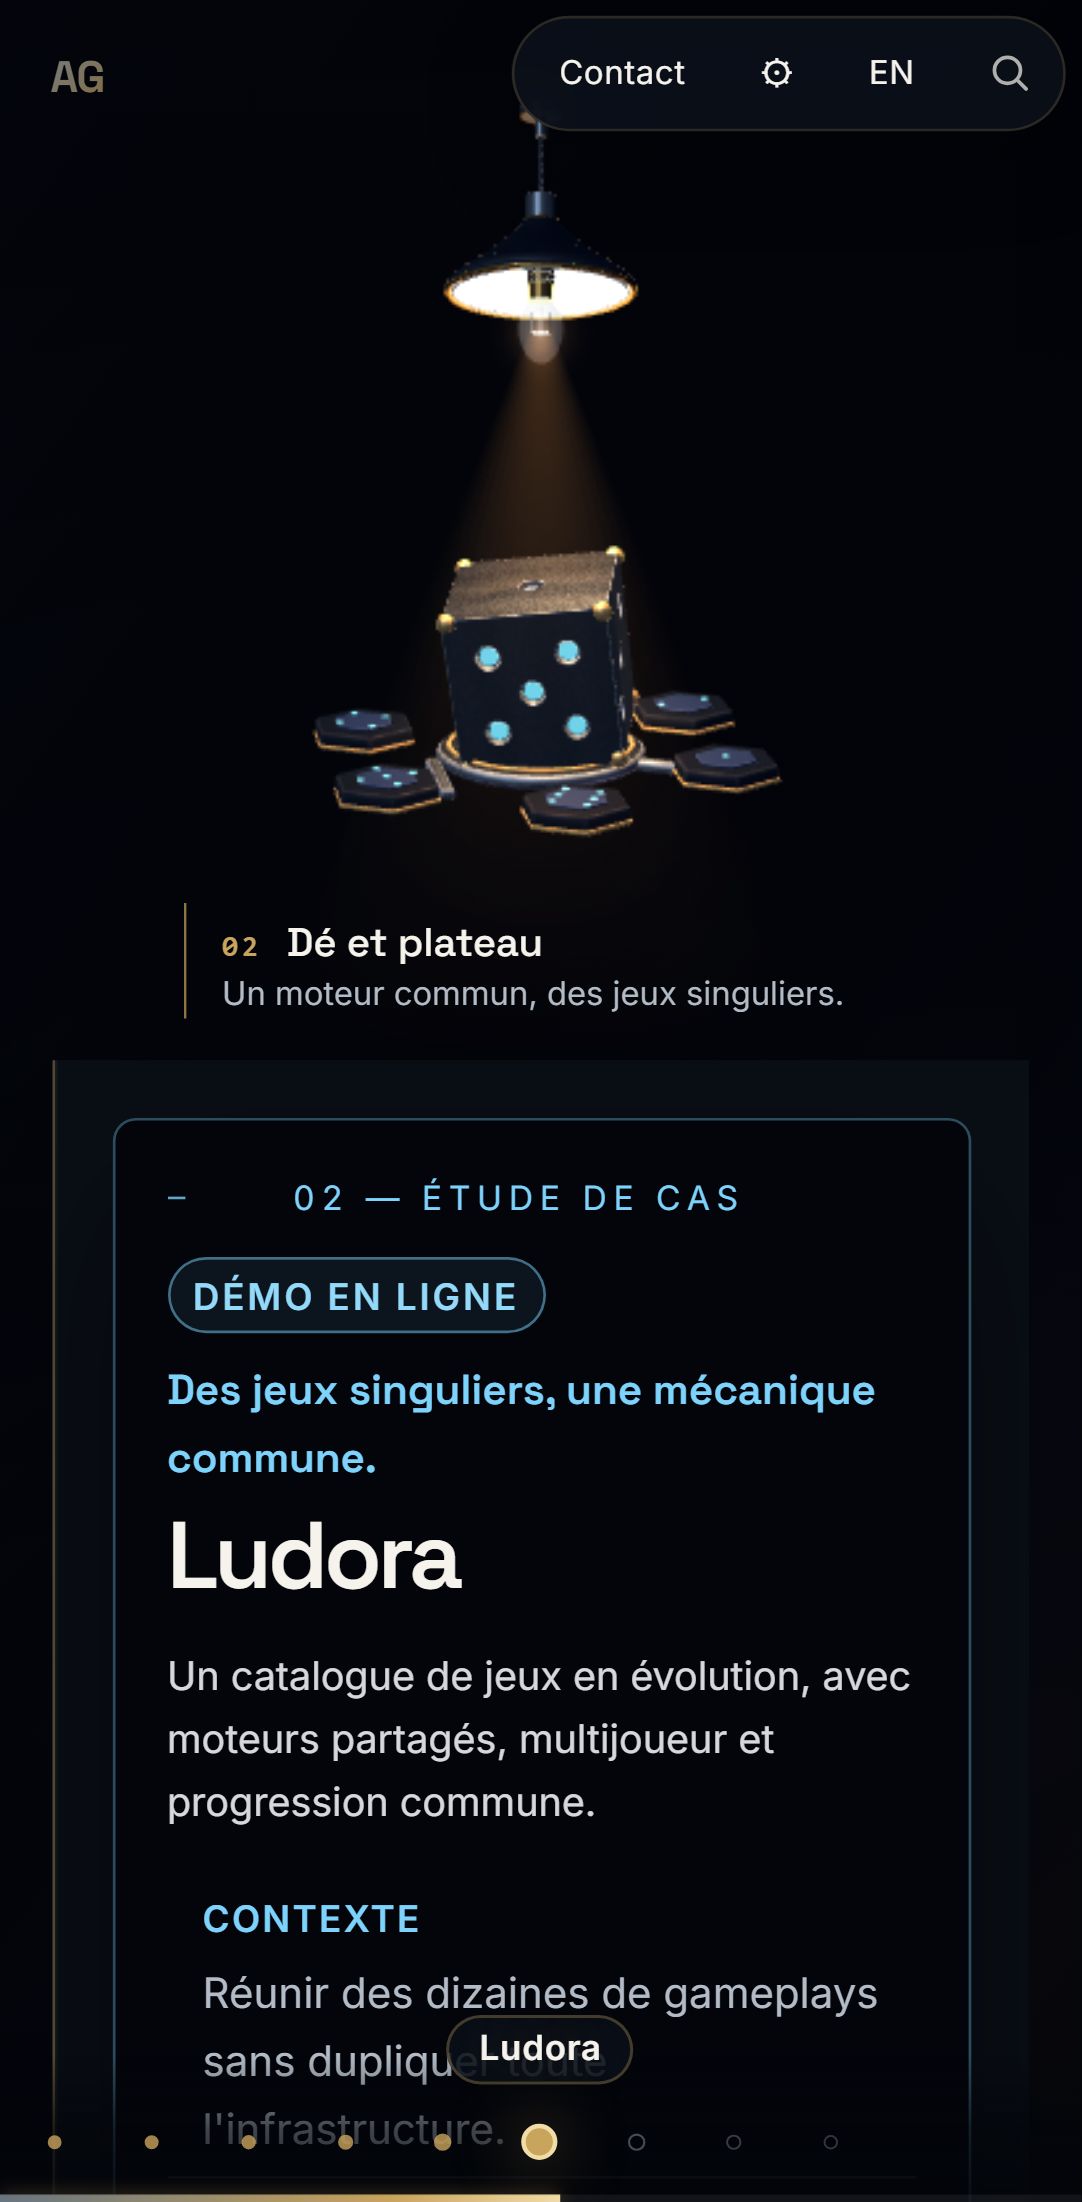 AG
Contact
EN
02 Dé et plateau
Un moteur commun, des jeux singuliers.
— 02 — ÉTUDE DE CAS
DÉMO EN LIGNE
Des jeux singuliers, une mécanique
commune.
Ludora
Un catalogue de jeux en évolution, avec
moteurs partagés, multijoueur et
progression commune.
CONTEXTE
Réunir des dizaines de gameplays
sans dupliquer toute
Ludora
l'infrastructure.